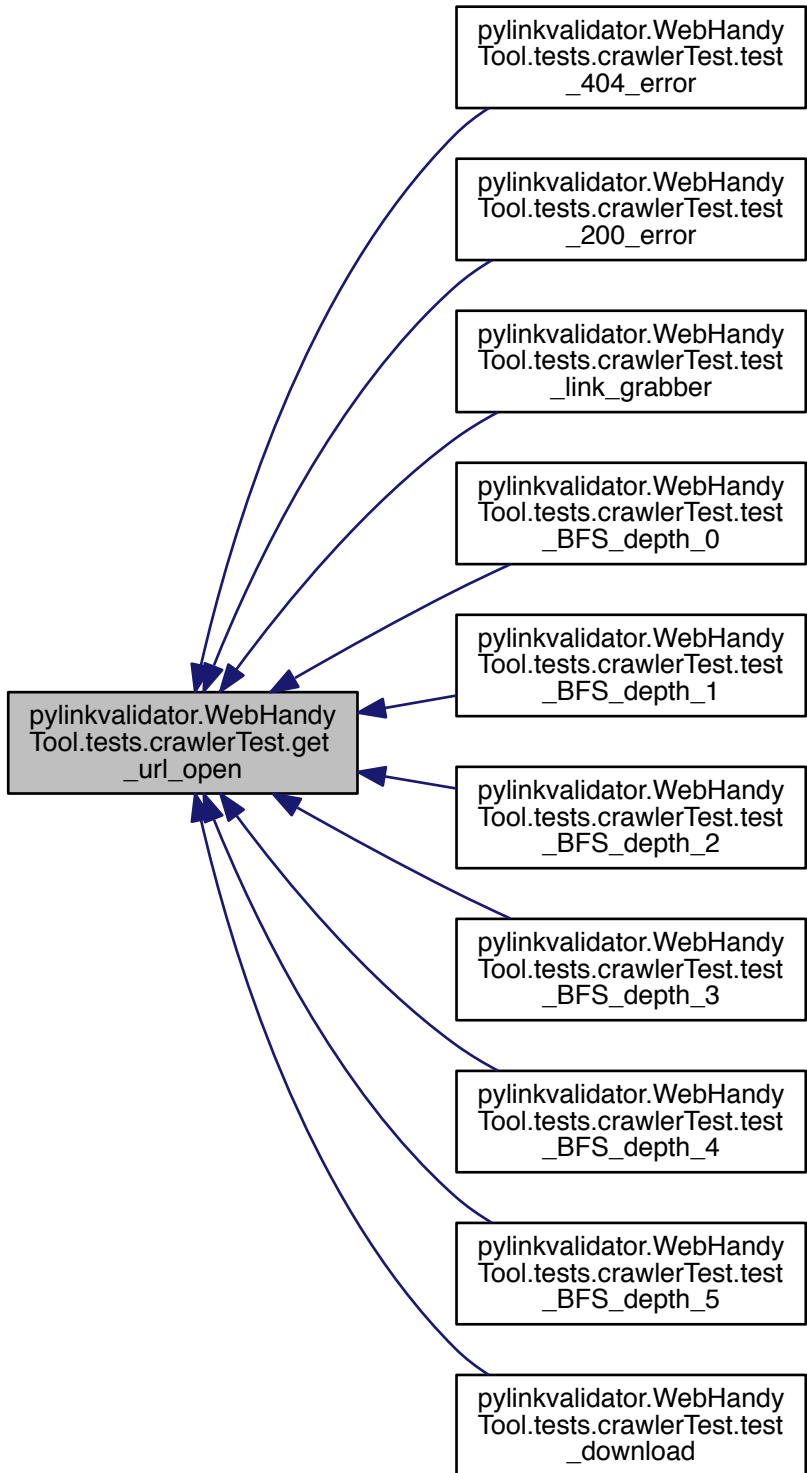 pylinkvalidator.WebHandy
Tool.tests.crawlerTest.test
_404_error
pylinkvalidator.WebHandy
Tool.tests.crawlerTest.test
_200_error
pylinkvalidator.WebHandy
Tool.tests.crawlerTest.test
_link_grabber
pylinkvalidator.WebHandy
Tool.tests.crawlerTest.test
_BFS_depth_0
pylinkvalidator.WebHandy
Tool.tests.crawlerTest.test
_BFS_depth_1
pylinkvalidator.WebHandy
Tool.tests.crawlerTest.get
_url_open
pylinkvalidator.WebHandy
Tool.tests.crawlerTest.test
_BFS_depth_2
pylinkvalidator.WebHandy
Tool.tests.crawlerTest.test
_BFS_depth_3
pylinkvalidator.WebHandy
Tool.tests.crawlerTest.test
_BFS_depth_4
pylinkvalidator.WebHandy
Tool.tests.crawlerTest.test
_BFS_depth_5
pylinkvalidator.WebHandy
Tool.tests.crawlerTest.test
_download